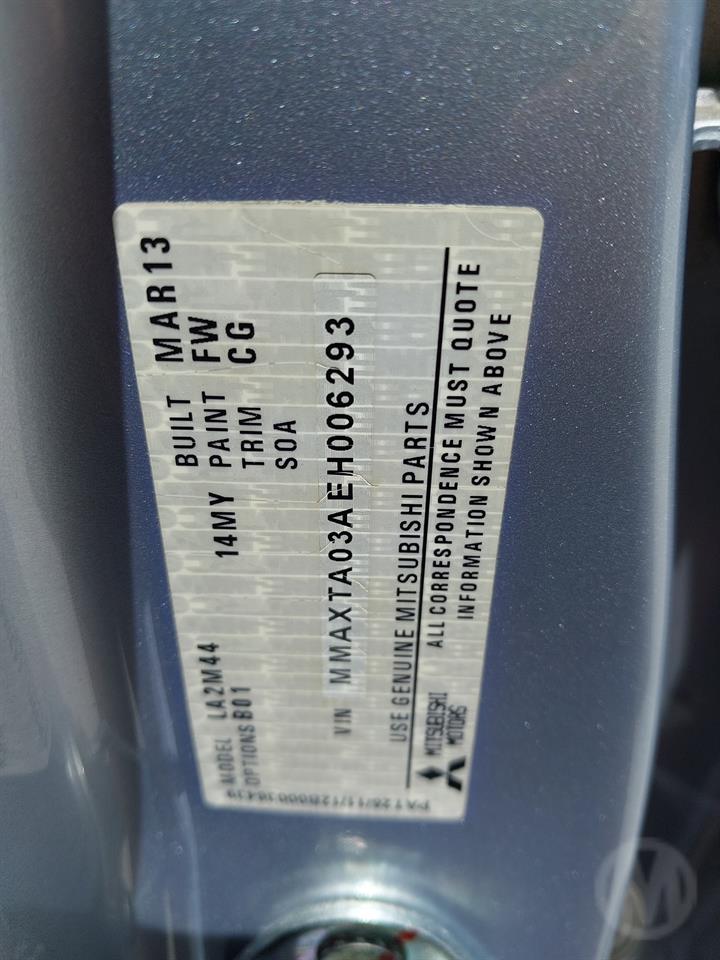 MODEL LA2M44 14MY BUILT MAR13
OPTIONS B01 PAINT FW
TRIM CG
SOA
VIN MMAXTA03AEH006293
USE GENUINE MITSUBISHI PARTS
MITSUBISHI MOTORS
ALL CORRESPONDENCE MUST QUOTE
INFORMATION SHOWN ABOVE
M